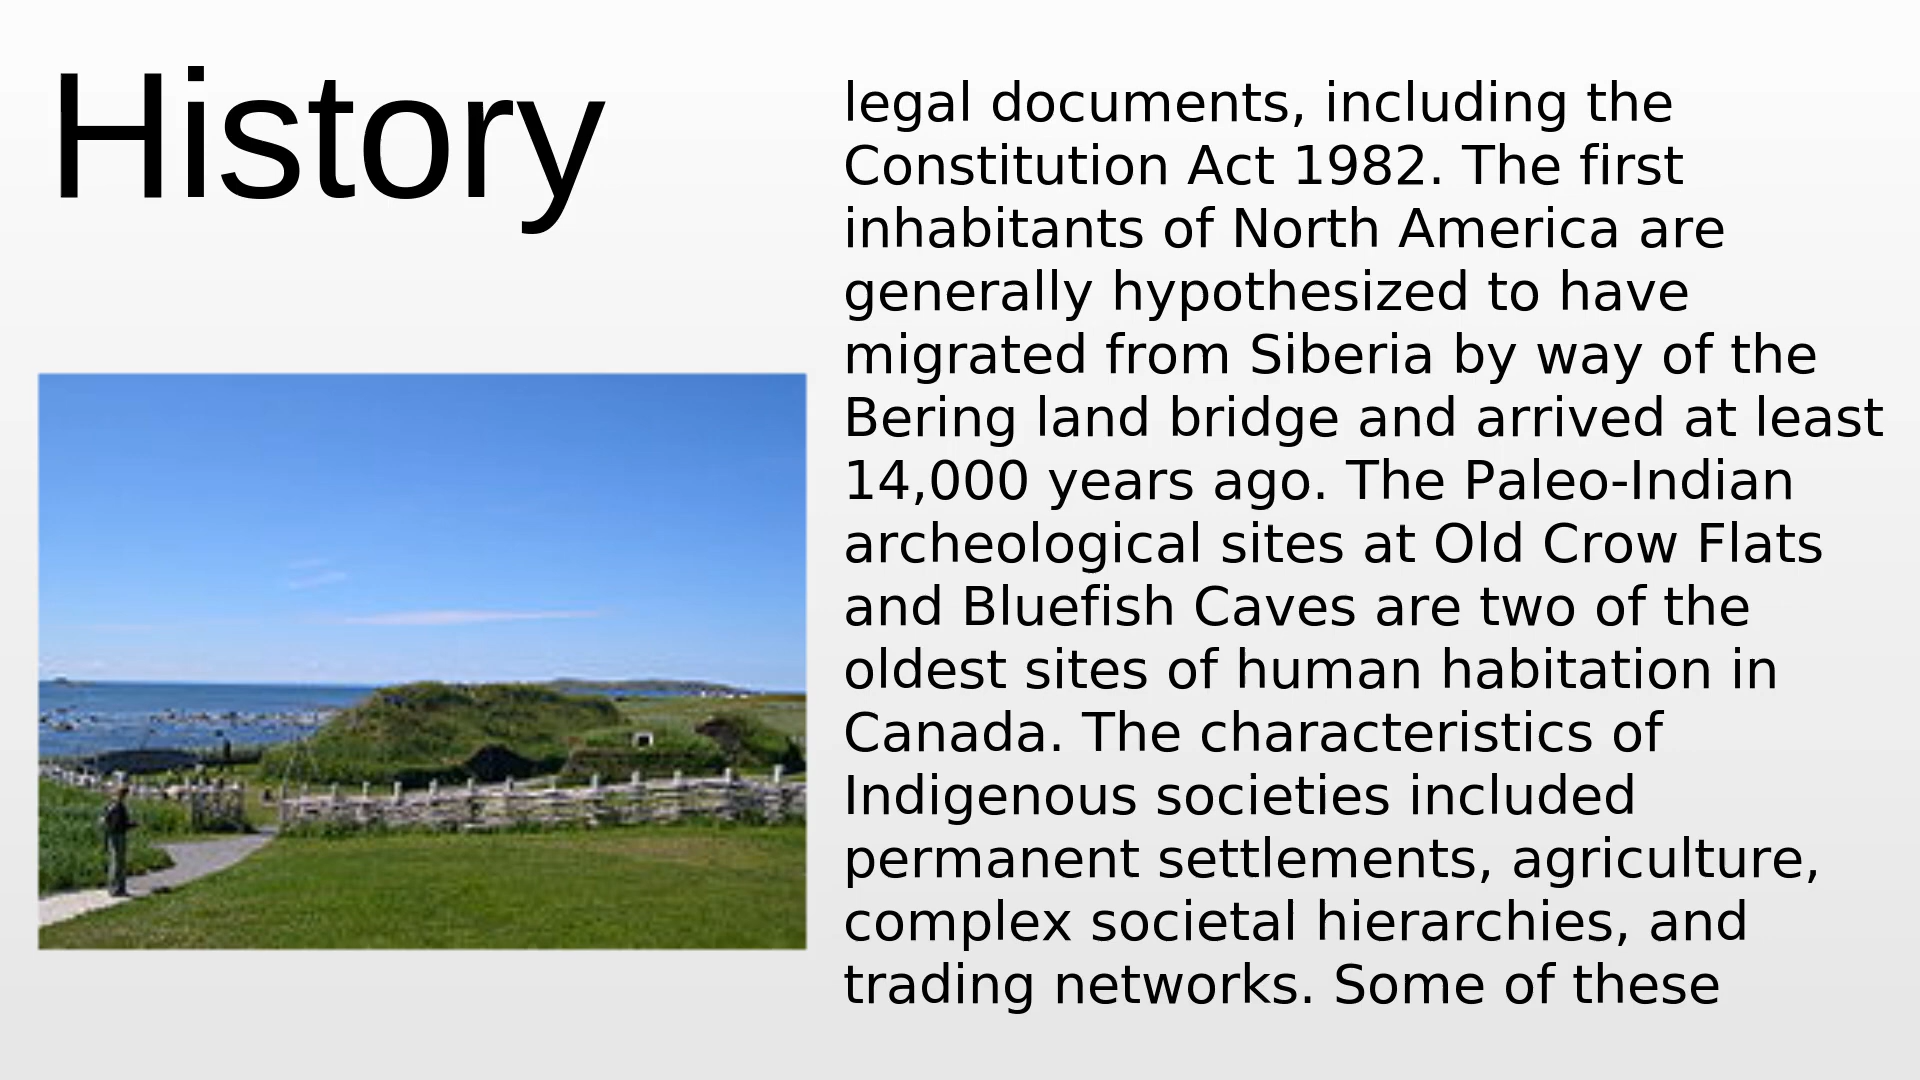 History
legal documents, including the
Constitution Act 1982. The first
inhabitants of North America are
generally hypothesized to have
migrated from Siberia by way of the
Bering land bridge and arrived at least
14,000 years ago. The Paleo-Indian
archeological sites at Old Crow Flats
and Bluefish Caves are two of the
oldest sites of human habitation in
Canada. The characteristics of
Indigenous societies included
permanent settlements, agriculture,
complex societal hierarchies, and
trading networks. Some of these